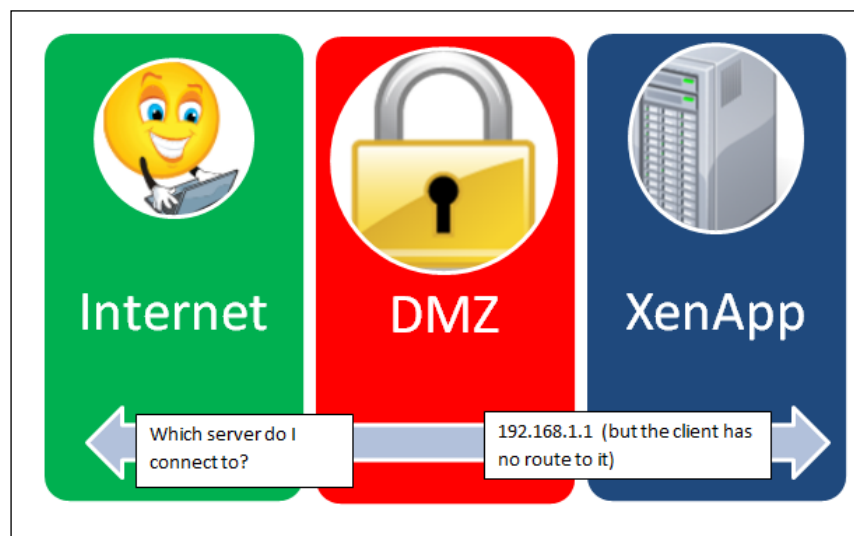 Internet
DMZ
XenApp
Which server do I
connect to?
192.168.1.1 (but the client has
no route to it)